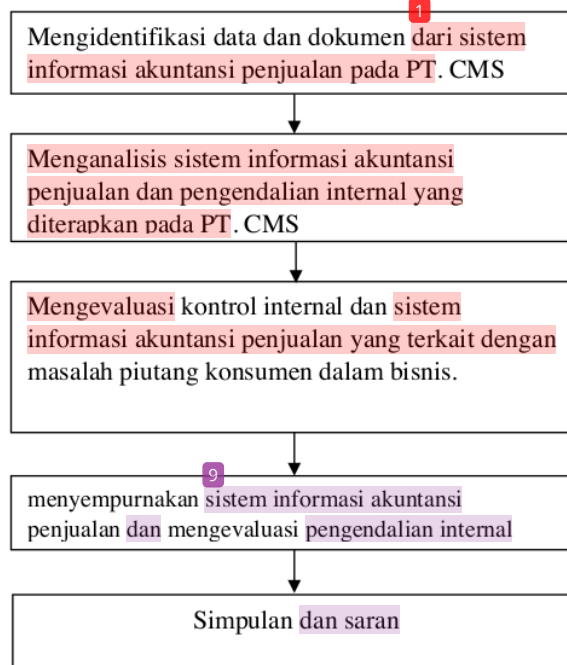 1
Mengidentifikasi data dan dokumen dari sistem
informasi akuntansi penjualan pada PT. CMS
Menganalisis sistem informasi akuntansi
penjualan dan pengendalian internal yang
diterapkan pada PT. CMS
Mengevaluasi kontrol internal dan sistem
informasi akuntansi penjualan yang terkait dengan
masalah piutang konsumen dalam bisnis.
9
menyempurnakan sistem informasi akuntansi
penjualan dan mengevaluasi pengendalian internal
Simpulan dan saran